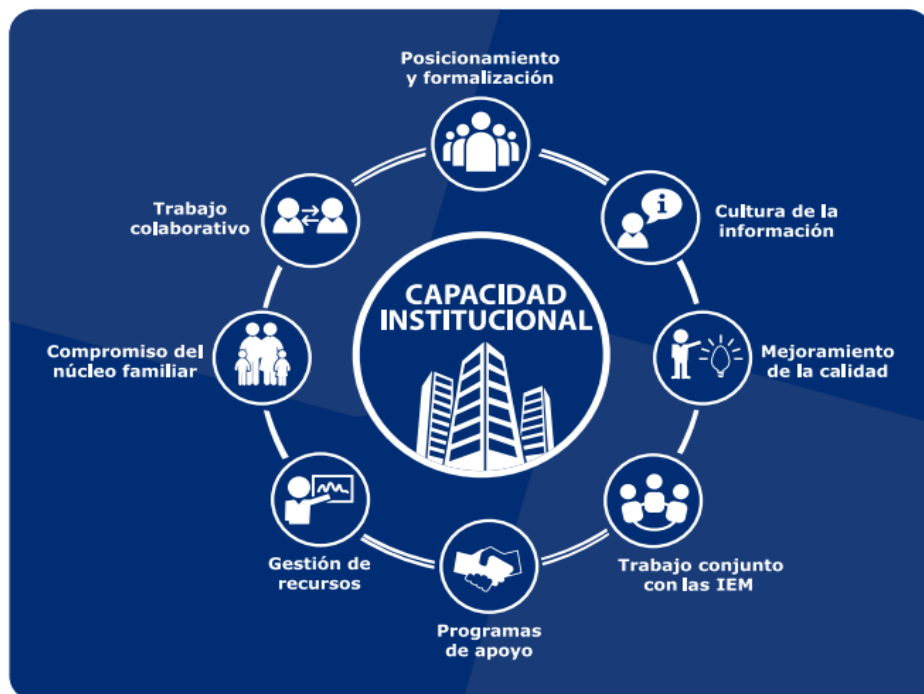 Posicionamiento
y formalización
Cultura de la
información
Mejoramiento
de la calidad
Trabajo conjunto
con las IEM
Programas
de apoyo
Gestión de
recursos
Compromiso del
núcleo familiar
Trabajo
colaborativo
CAPACIDAD
INSTITUCIONAL
i